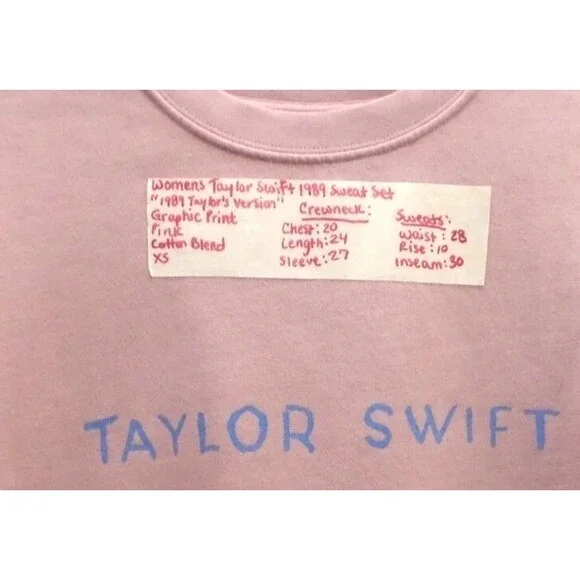 Womens Taylor Swift 1989 Sweat Set
"1989 Taylor's Version"
Graphic Print
Pink
Cotton Blend
XS
Crewneck:
Chest: 20
Length: 24
Sleeve: 27
Sweats:
Waist: 28
Rise: 10
Inseam: 30
TAYLOR SWIFT